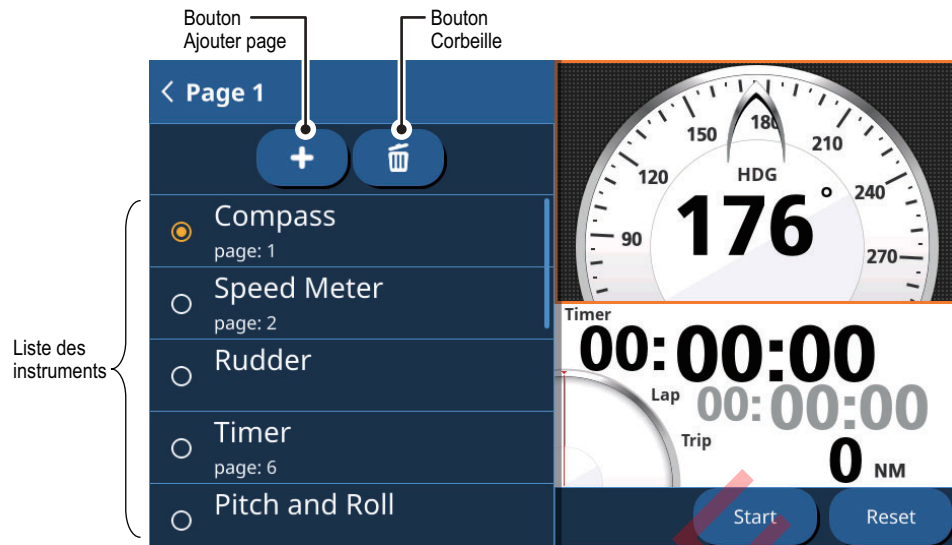 Bouton
Ajouter page
Bouton
Corbeille
Page 1
Liste des
instruments
Compass
page: 1
Speed Meter
page: 2
Rudder
Timer
page: 6
Pitch and Roll
90
120
150
180
210
240
270
HDG
176°
Timer
00:00:00
Lap
00:00:00
Trip
0 NM
Start
Reset